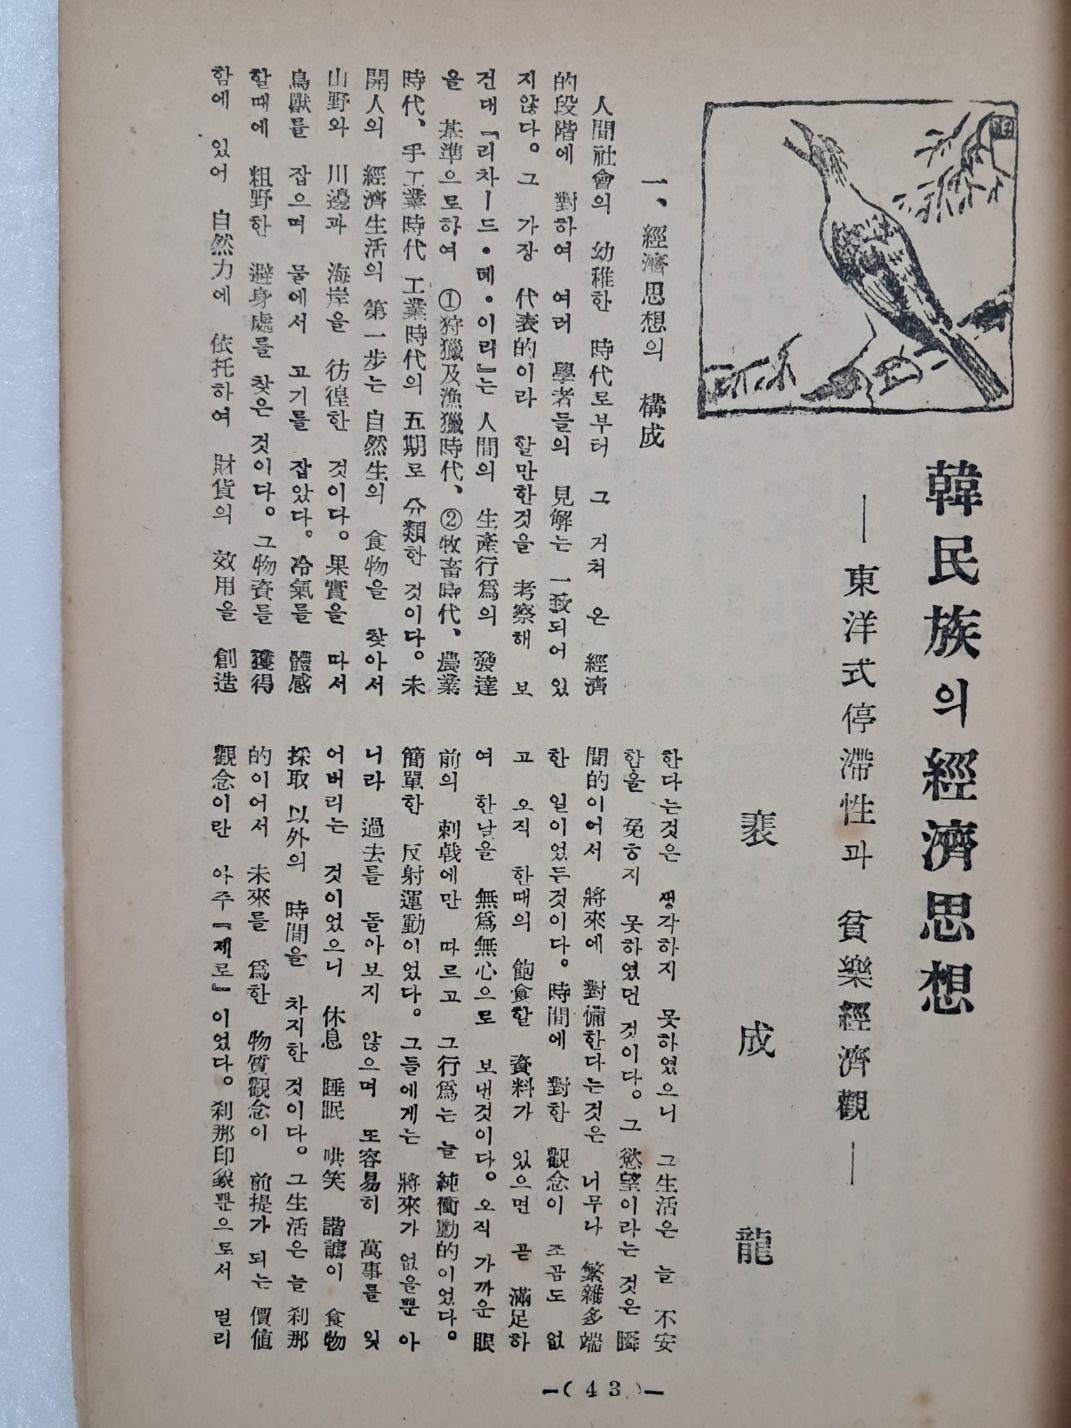 韓民族의 經濟思想
―東洋式停滯性과 貧樂經濟觀―
裵成龍
一、經濟思想의 構成
人間社會의 幼稚한 時代로부터 그 거쳐 온 經濟
的段階에 對하여 여러 學者들의 見解는 一致되어 있
지않다。그 가장 代表的이라 할만한것을 考察해 보
건대『리차ー드•테•이리』는 人間의 生產行爲의 發達
을 基準으로하여 ①狩獵及漁獵時代、②牧畜時代、農業
時代、手工業時代 工業時代의 五期로 分類한 것이다。未
開人의 經濟生活의 第一步는 自然生의 食物을 찾아서
山野와 川邊과 海岸을 彷徨한 것이다。果實을 따서
鳥獸를 잡으며 물에서 고기를 잡았다。冷氣를 體感
할때에 粗野한 避身處를 찾은 것이다。그物資를 獲得
함에 있어 自然力에 依托하여 財貨의 效用을 創造
한다는것은 생각하지 못하였으니 그生活은 늘 不安
한을 免ㅎ지 못하였던 것이다。그 慾望이라는 것은 瞬
間的이어서 將來에 對備한다는것은 너무나 繁雜多端
한 일이었든것이다。時間에 對한 觀念이 조곰도 없
고 오직 한때의 飽食할 資料가 있으면 곧 滿足하
여 한날을 無爲無心으로 보낸것이다。오직 가까운 眼
前의 刺戟에만 따르고 그行爲는 늘 純衝動的이었다。
簡單한 反射運動이었다。그들에게는 將來가 없을뿐 아
니라 過去를 돌아보지 않으며 또容易히 萬事를 잊
어버리는 것이었으니 休息 睡眠 哄笑 諧謔이 食物
採取 以外의 時間을 차지한 것이다。그生活은 늘 刹那
的이어서 未來를 爲한 物質觀念이 前提가 되는 價値
觀念이란 아주『제로』이었다。刹那印象뿐으로서 멀리
―( 4 3 )―